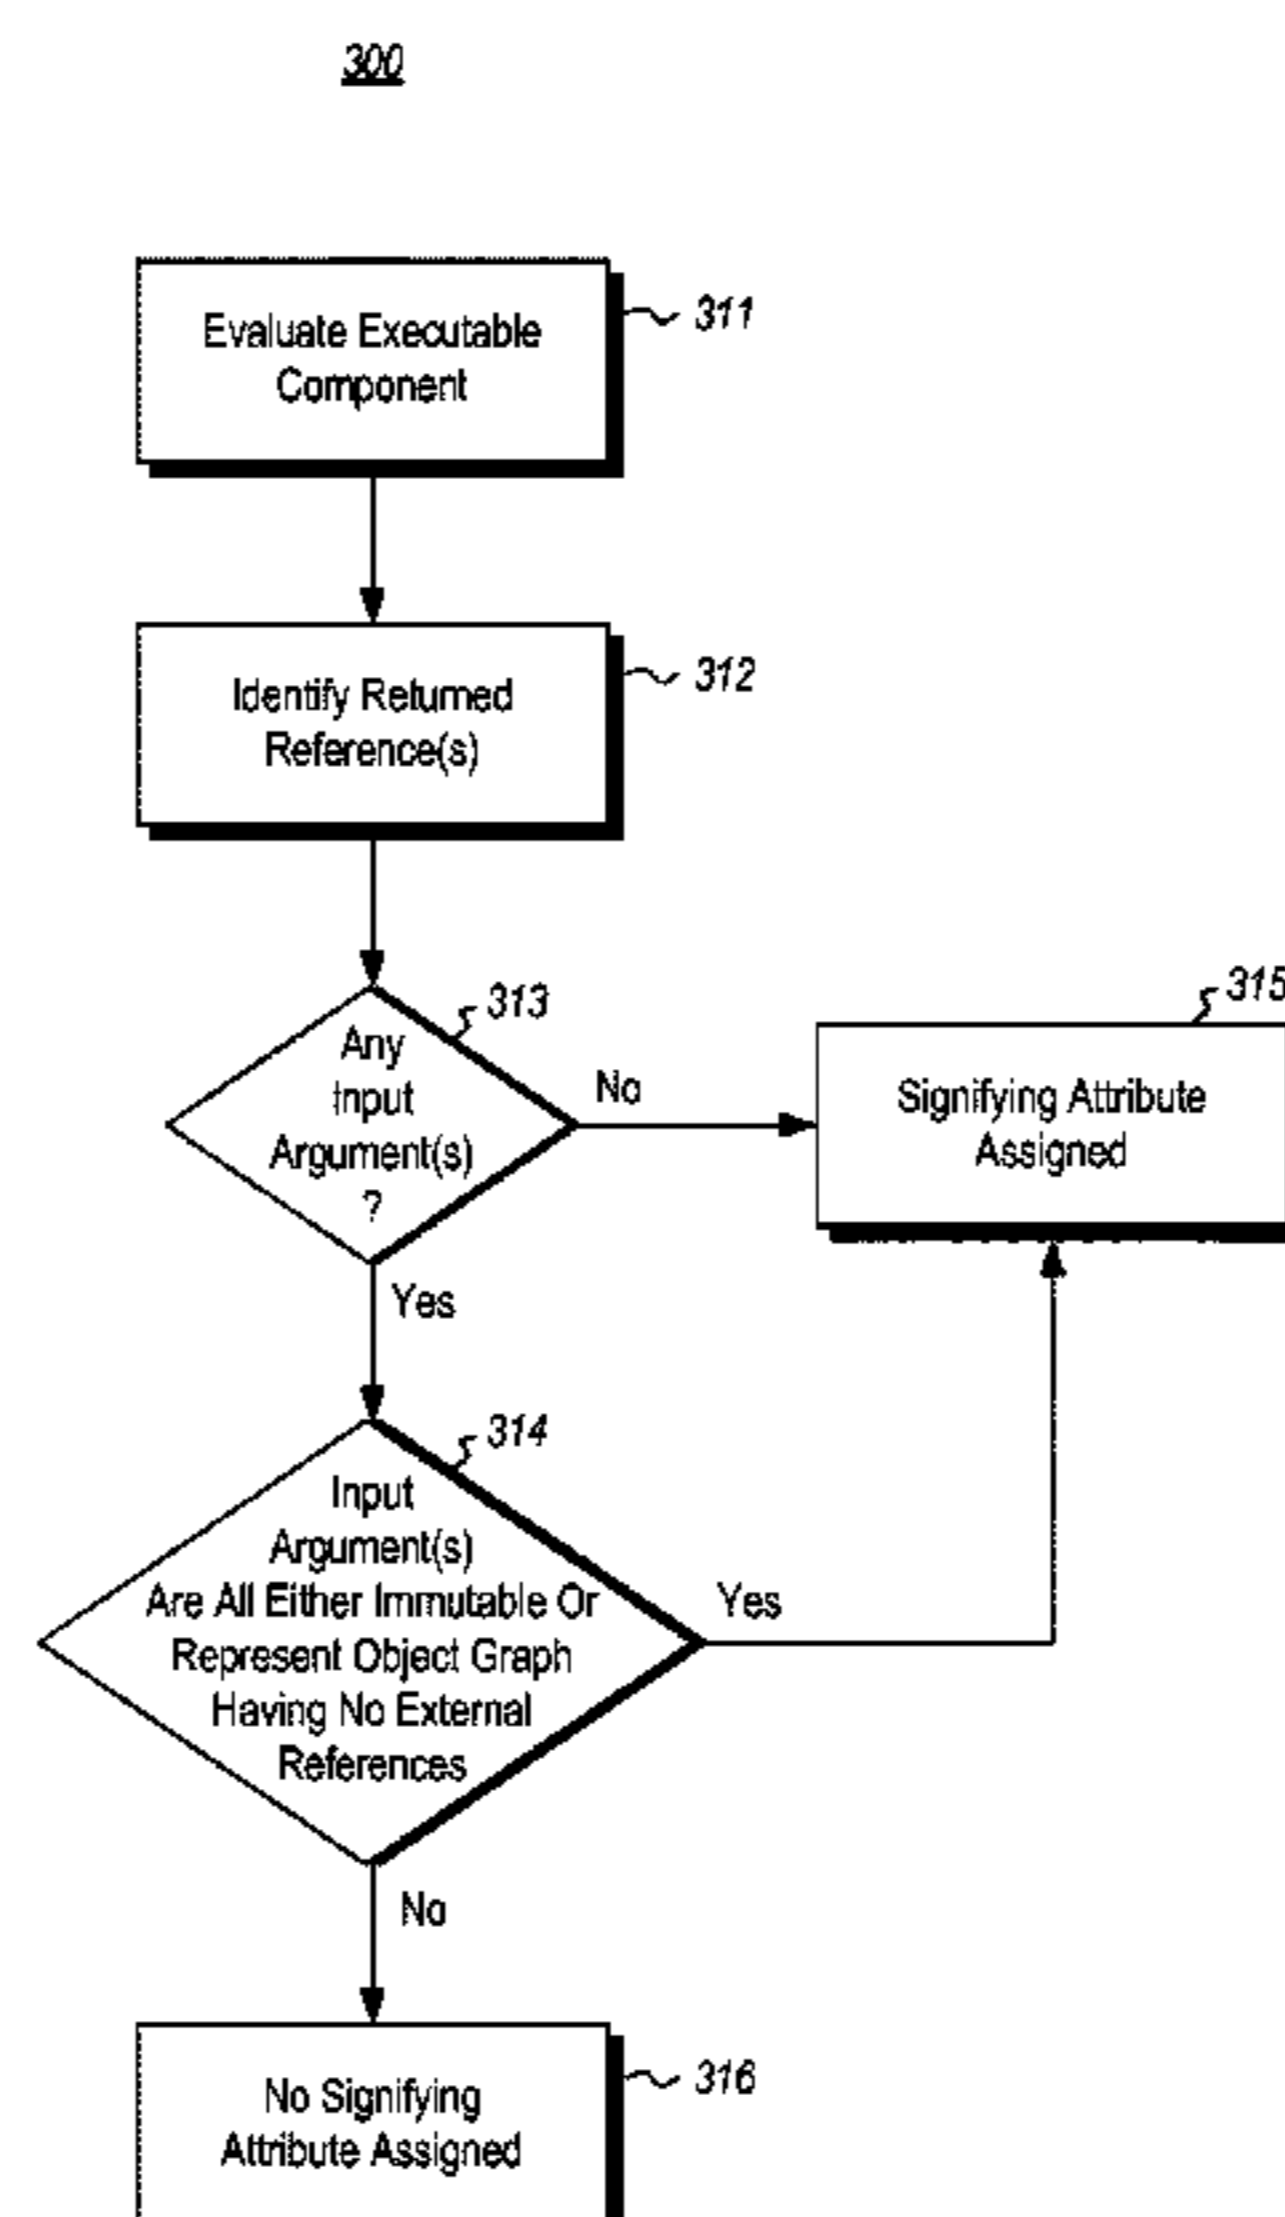 300
Evaluate Executable
Component
311
Identify Returned
Reference(s)
312
Any
Input
Argument(s)
?
313
No
Signifying Attribute
Assigned
315
Yes
Input
Argument(s)
Are All Either Immutable Or
Represent Object Graph
Having No External
References
314
Yes
No
No Signifying
Attribute Assigned
316